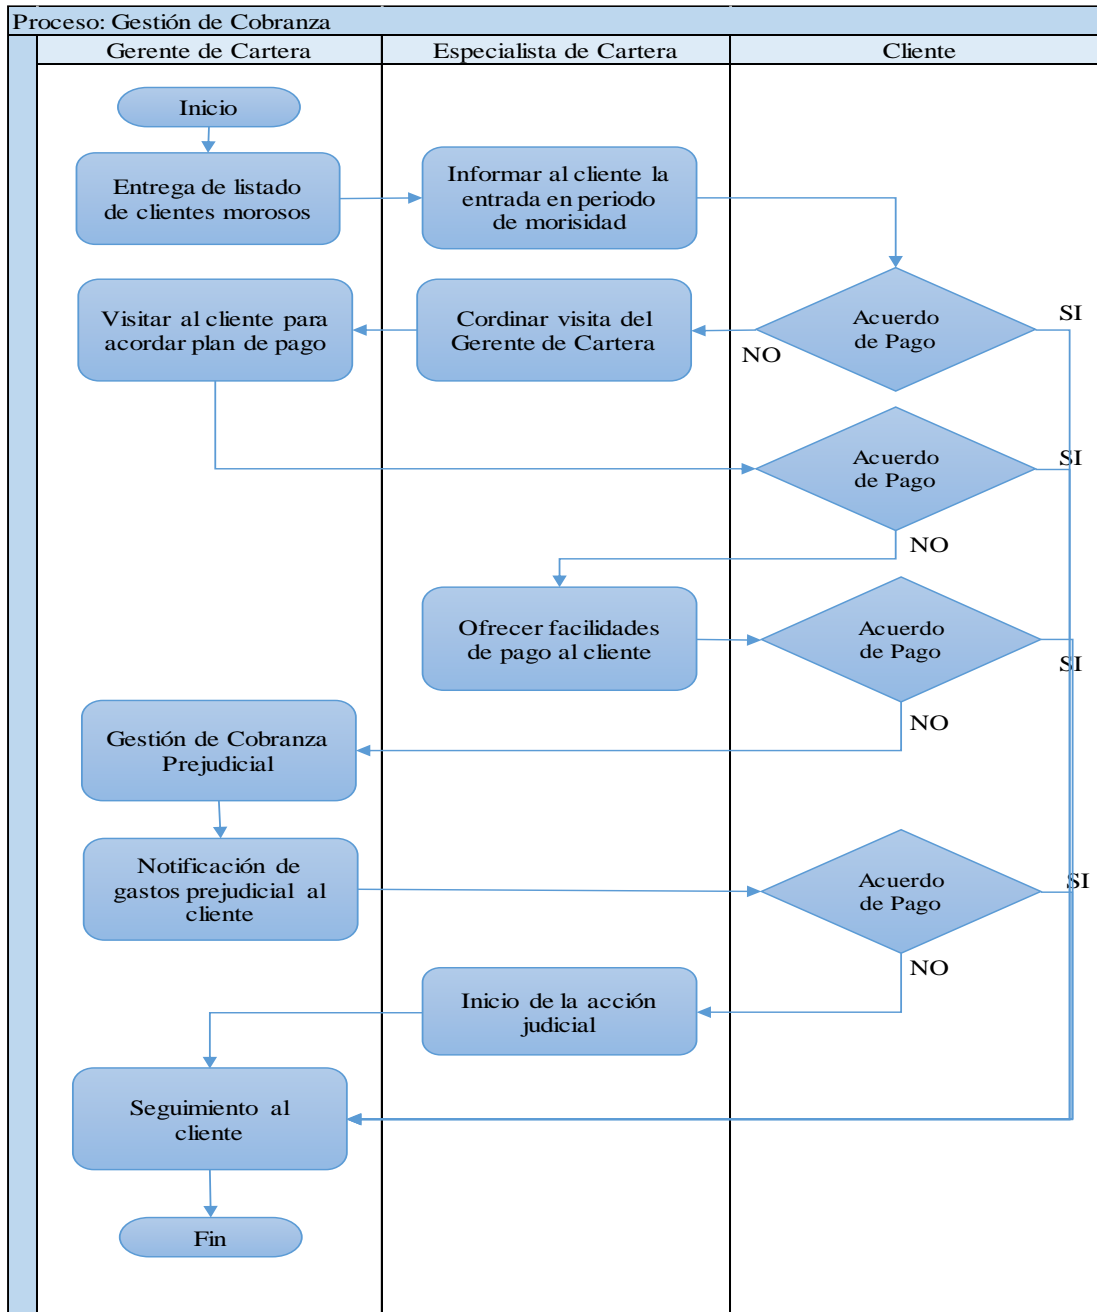 Proceso: Gestión de Cobranza
Gerente de Cartera
Especialista de Cartera
Cliente
Inicio
Entrega de listado
de clientes morosos
Informar al cliente la
entrada en periodo
de morisidad
Visitar al cliente para
acordar plan de pago
Cordinar visita del
Gerente de Cartera
NO
Acuerdo
de Pago
SI
Acuerdo
de Pago
SI
NO
Ofrecer facilidades
de pago al cliente
Acuerdo
de Pago
SI
NO
Gestión de Cobranza
Prejudicial
Notificación de
gastos prejudicial al
cliente
Acuerdo
de Pago
SI
NO
Inicio de la acción
judicial
Seguimiento al
cliente
Fin